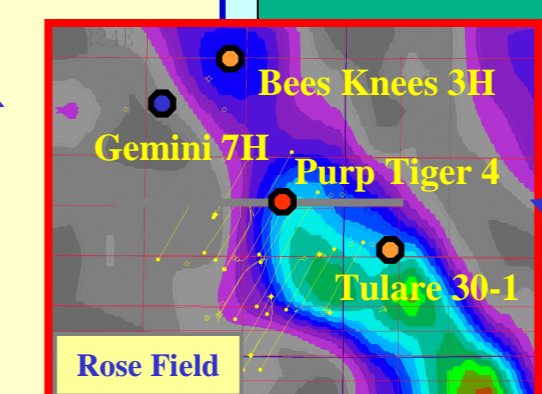 Bees Knees 3H
Gemini 7H
Purp Tiger 4
Tulare 30-1
Rose Field